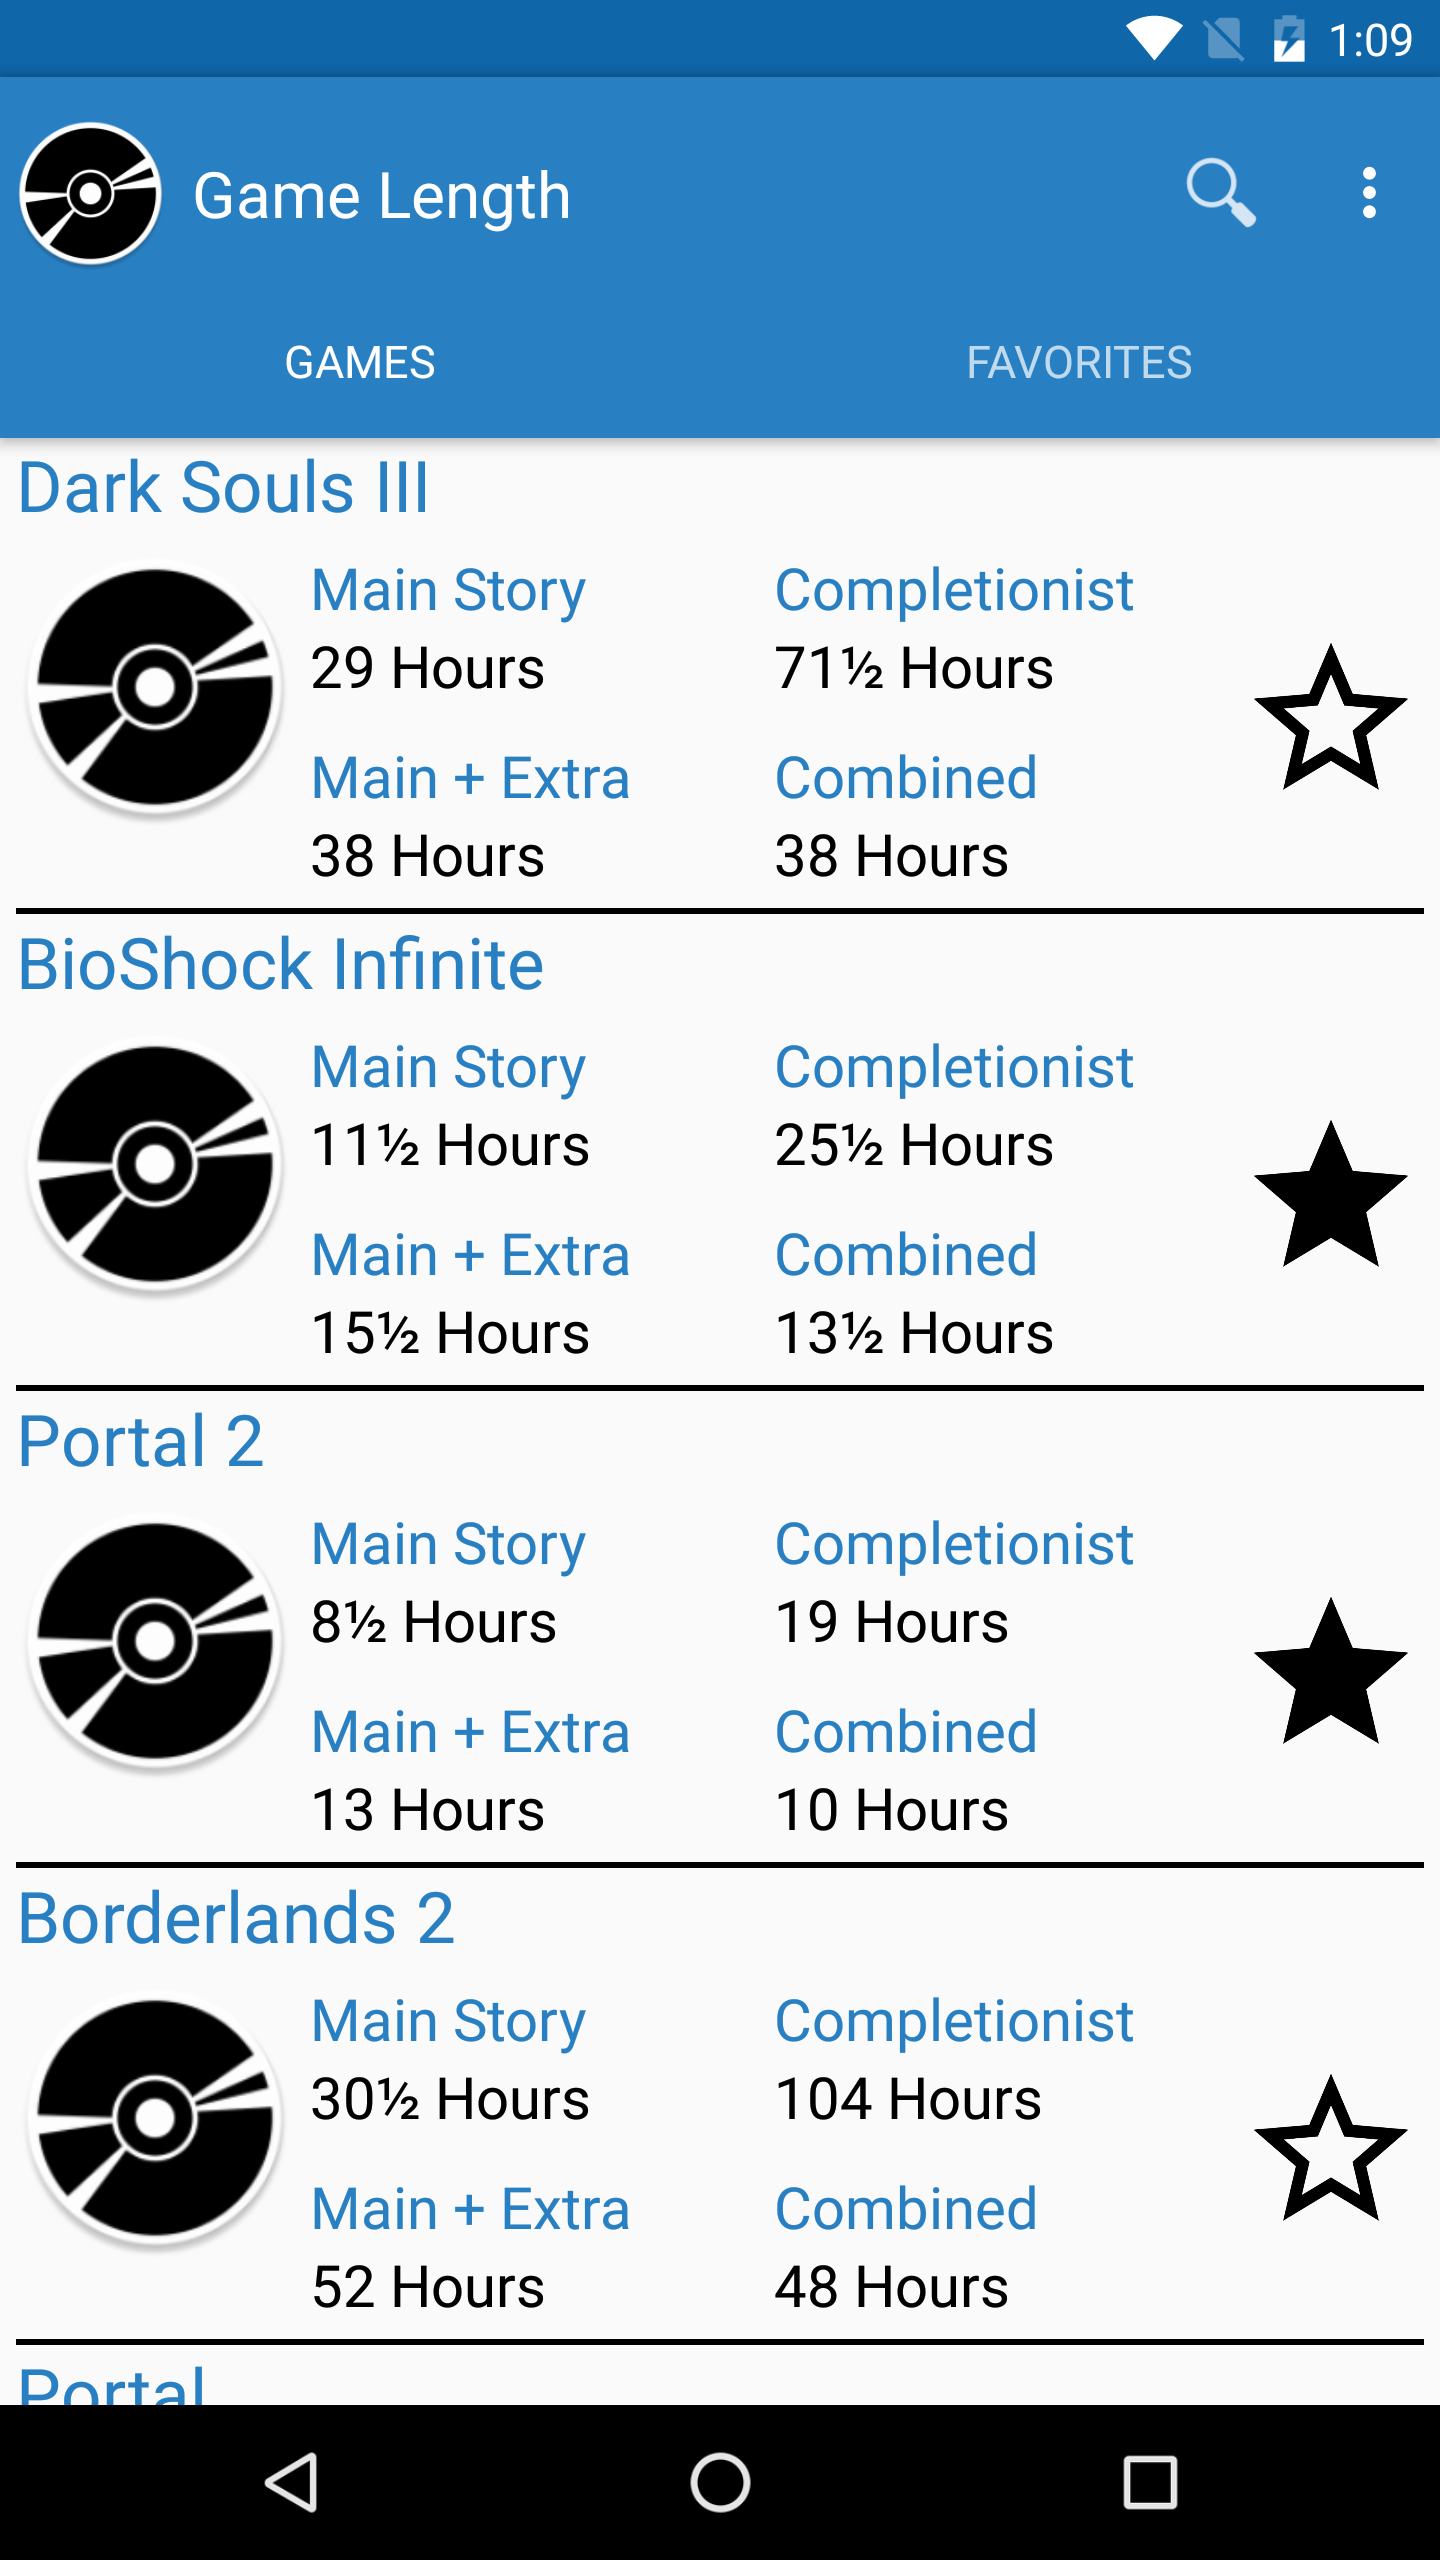 1:09
Game Length
GAMES FAVORITES
Dark Souls III
Main Story Completionist
29 Hours 71½ Hours
Main + Extra Combined
38 Hours 38 Hours
BioShock Infinite
Main Story Completionist
11½ Hours 25½ Hours
Main + Extra Combined
15½ Hours 13½ Hours
Portal 2
Main Story Completionist
8½ Hours 19 Hours
Main + Extra Combined
13 Hours 10 Hours
Borderlands 2
Main Story Completionist
30½ Hours 104 Hours
Main + Extra Combined
52 Hours 48 Hours
Portal